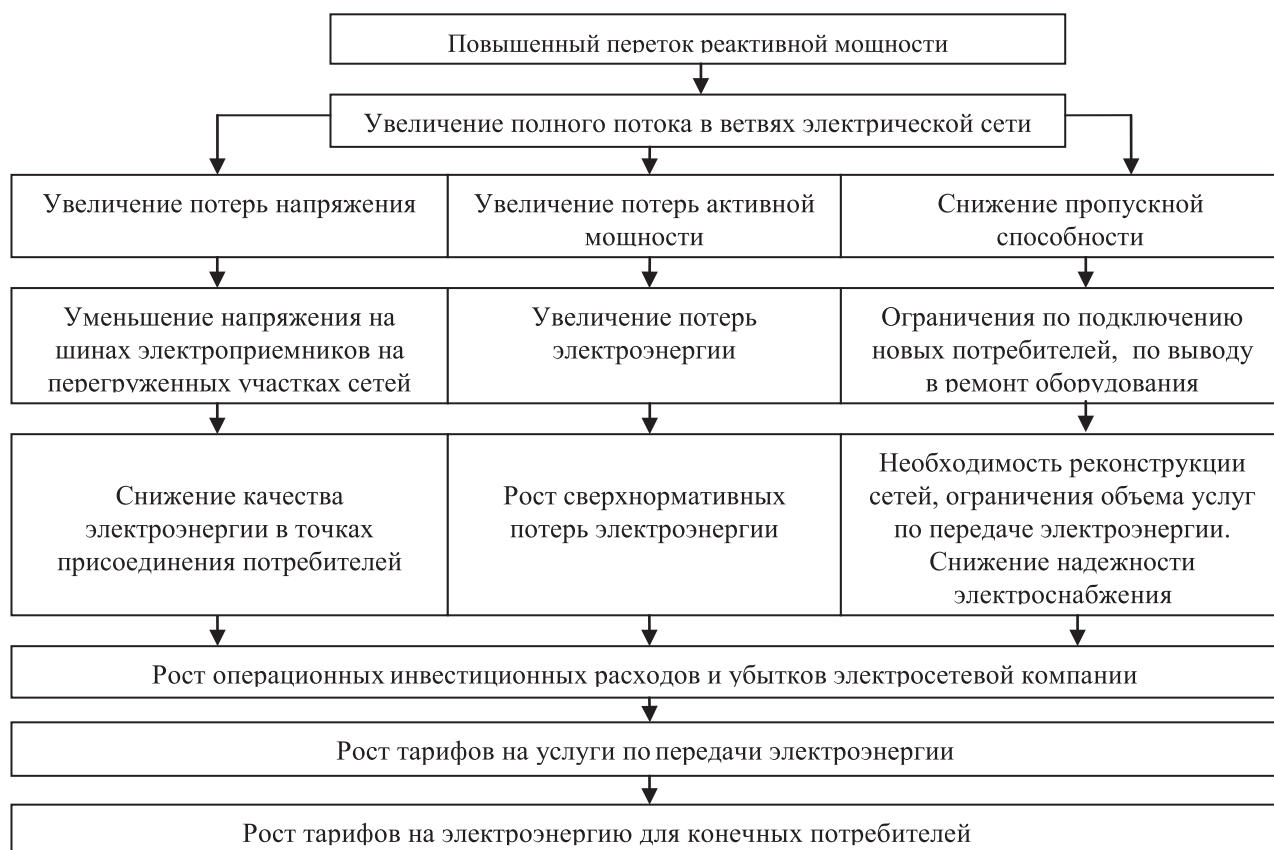 Повышенный переток реактивной мощности
Увеличение полного потока в ветвях электрической сети
Увеличение потерь напряжения
Увеличение потерь активной
мощности
Снижение пропускной
способности
Уменьшение напряжения на
шинах электроприемников на
перегруженных участках сетей
Увеличение потерь
электроэнергии
Ограничения по подключению
новых потребителей, по выводу
в ремонт оборудования
Снижение качества
электроэнергии в точках
присоединения потребителей
Рост сверхнормативных
потерь электроэнергии
Необходимость реконструкции
сетей, ограничения объема услуг
по передаче электроэнергии.
Снижение надежности
электроснабжения
Рост операционных инвестиционных расходов и убытков электросетевой компании
Рост тарифов на услуги по передачи электроэнергии
Рост тарифов на электроэнергию для конечных потребителей